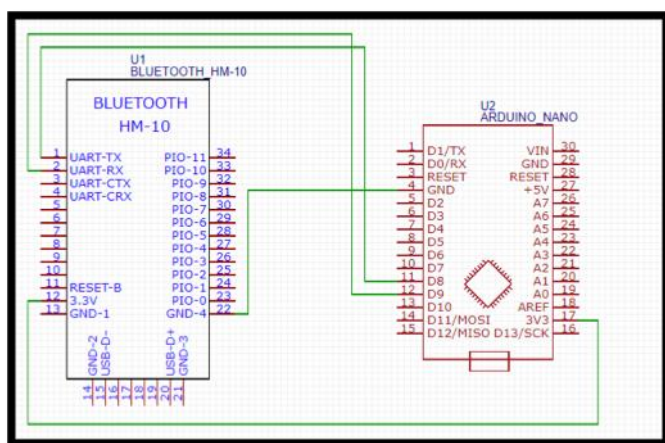 U1
BLUETOOTH_HM-10
BLUETOOTH
HM-10
1 UART-TX PIO-11 34
2 UART-RX PIO-10 33
3 UART-CTX PIO-9 32
4 UART-CRX PIO-8 31
5 PIO-7 30
6 PIO-6 29
7 PIO-5 28
8 PIO-4 27
9 PIO-3 26
10 PIO-2 25
11 RESET-B PIO-1 24
12 3.3V PIO-0 23
13 GND-1 GND-4 22
GND-2 USB-D- USB-D+ GND-3
14 15 16 17 18 19 20 21
U2
ARDUINO_NANO
1 D1/TX VIN 30
2 D0/RX GND 29
3 RESET RESET 28
4 GND +5V 27
5 D2 A7 26
6 D3 A6 25
7 D4 A5 24
8 D5 A4 23
9 D6 A3 22
10 D7 A2 21
11 D8 A1 20
12 D9 A0 19
13 D10 AREF 18
14 D11/MOSI 3V3 17
15 D12/MISO D13/SCK 16